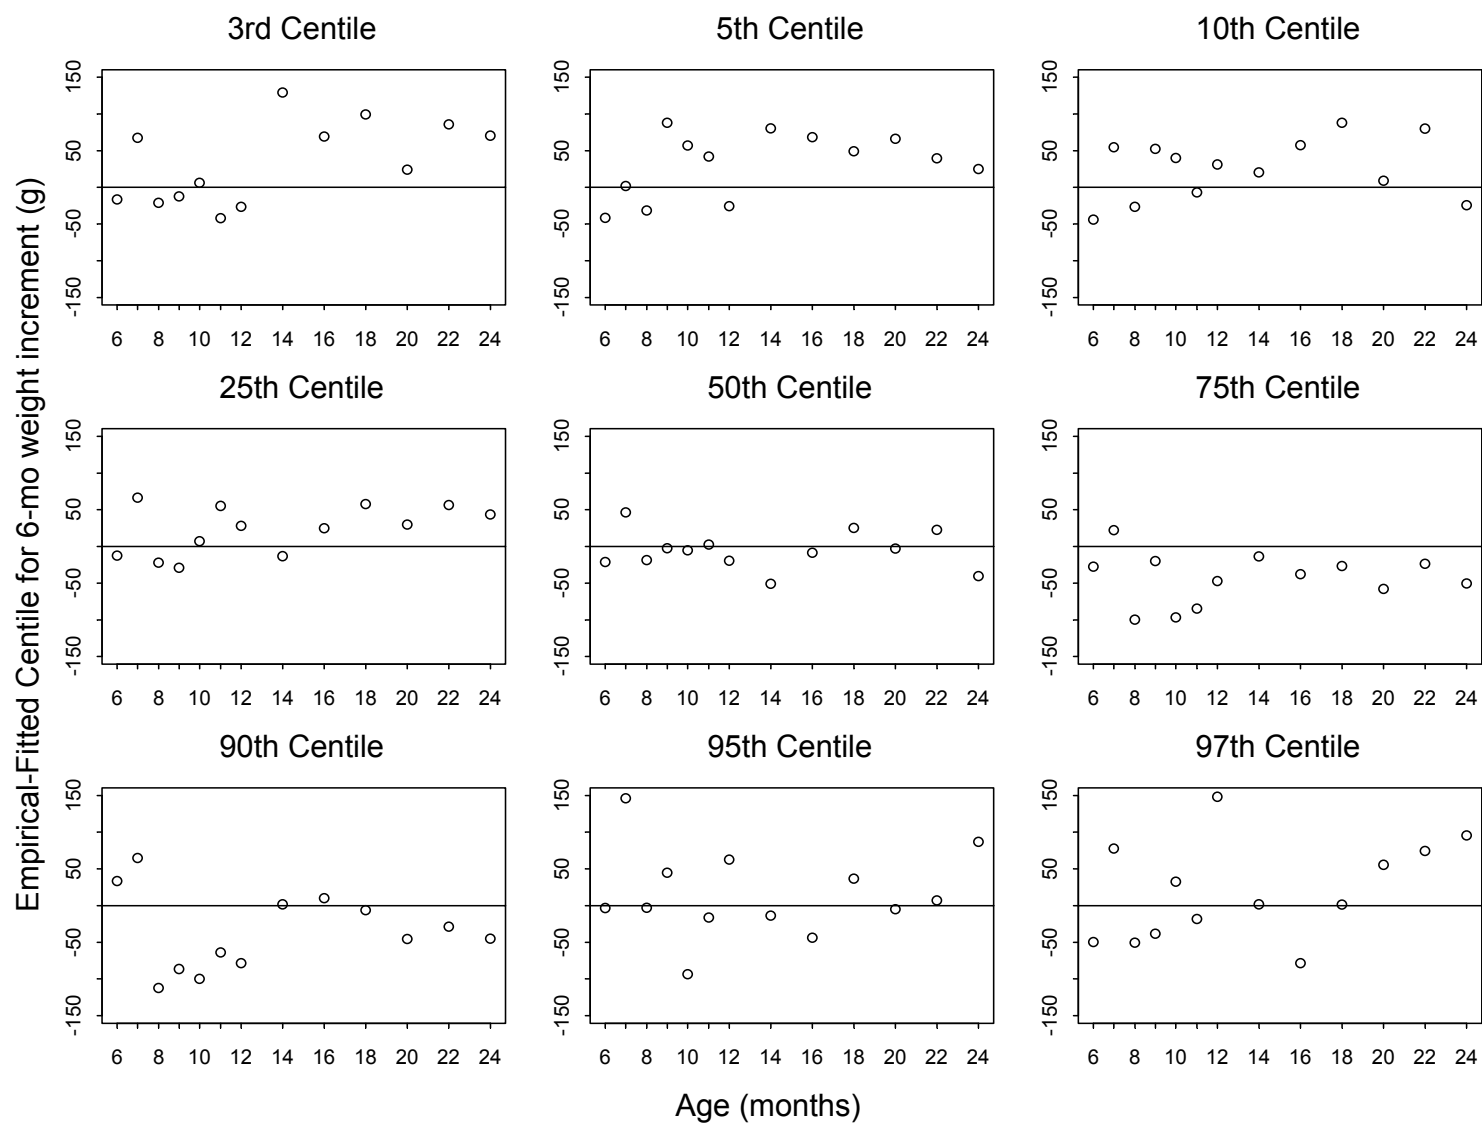 3rd Centile
5th Centile
10th Centile
150
50
-50
-150
6 8 10 12 14 16 18 20 22 24
150
50
-50
-150
6 8 10 12 14 16 18 20 22 24
150
50
-50
-150
6 8 10 12 14 16 18 20 22 24
25th Centile
50th Centile
75th Centile
150
50
-50
-150
6 8 10 12 14 16 18 20 22 24
150
50
-50
-150
6 8 10 12 14 16 18 20 22 24
150
50
-50
-150
6 8 10 12 14 16 18 20 22 24
90th Centile
95th Centile
97th Centile
150
50
-50
-150
6 8 10 12 14 16 18 20 22 24
150
50
-50
-150
6 8 10 12 14 16 18 20 22 24
150
50
-50
-150
6 8 10 12 14 16 18 20 22 24
Empirical-Fitted Centile for 6-mo weight increment (g)
Age (months)